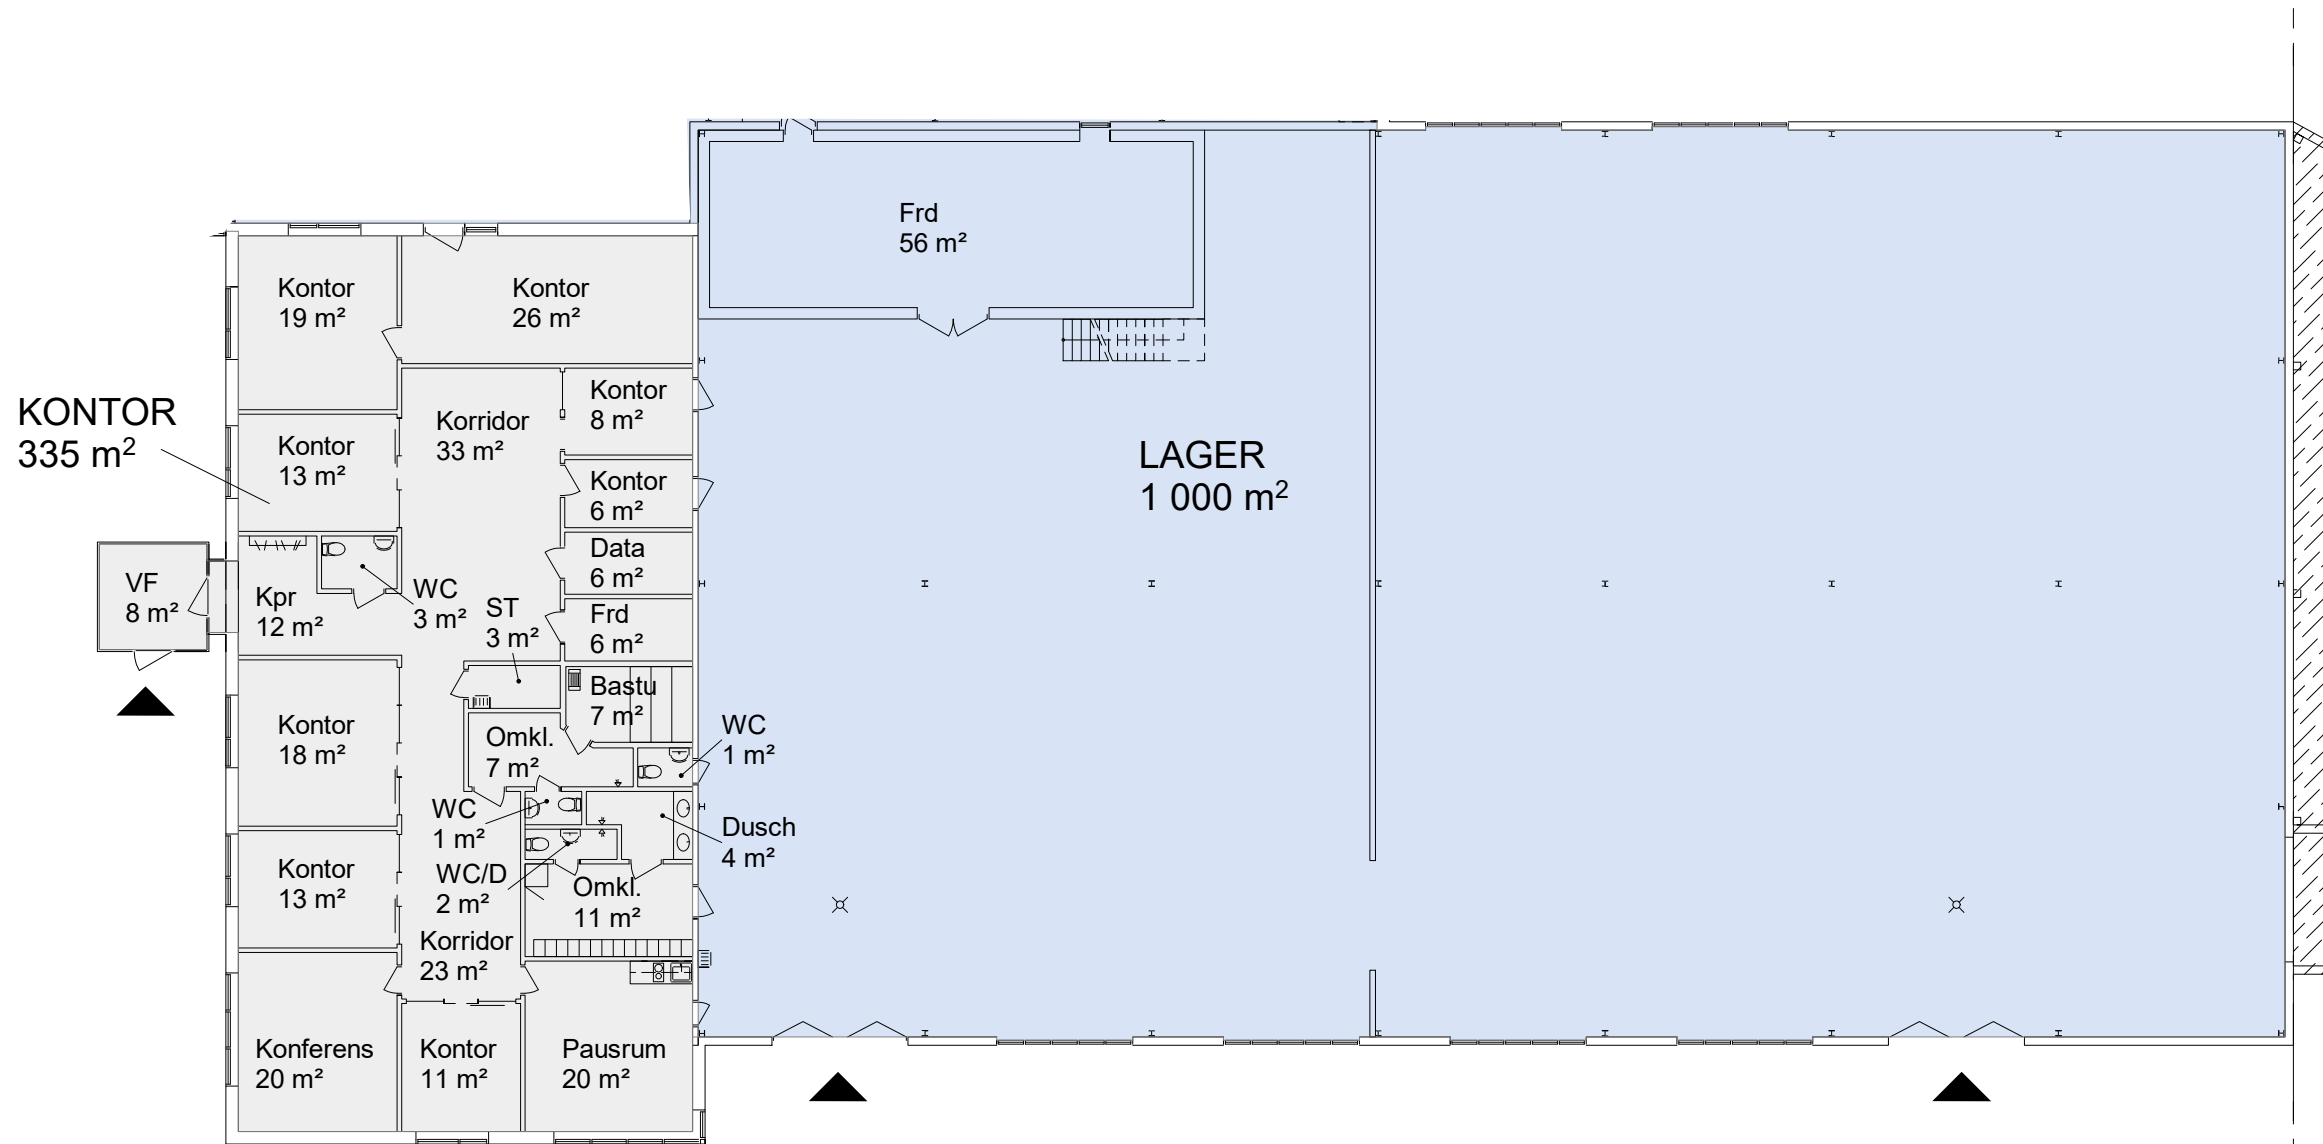 Frd
56 m²
Kontor
19 m²
Kontor
26 m²
KONTOR
335 m²
Kontor
13 m²
Korridor
33 m²
Kontor
8 m²
Kontor
6 m²
LAGER
1 000 m²
Data
6 m²
VF
8 m²
Kpr
12 m²
WC
3 m²
ST
3 m²
Frd
6 m²
Bastu
7 m²
Kontor
18 m²
Omkl.
7 m²
WC
1 m²
WC
1 m²
Dusch
4 m²
Kontor
13 m²
WC/D
2 m²
Omkl.
11 m²
Korridor
23 m²
Konferens
20 m²
Kontor
11 m²
Pausrum
20 m²